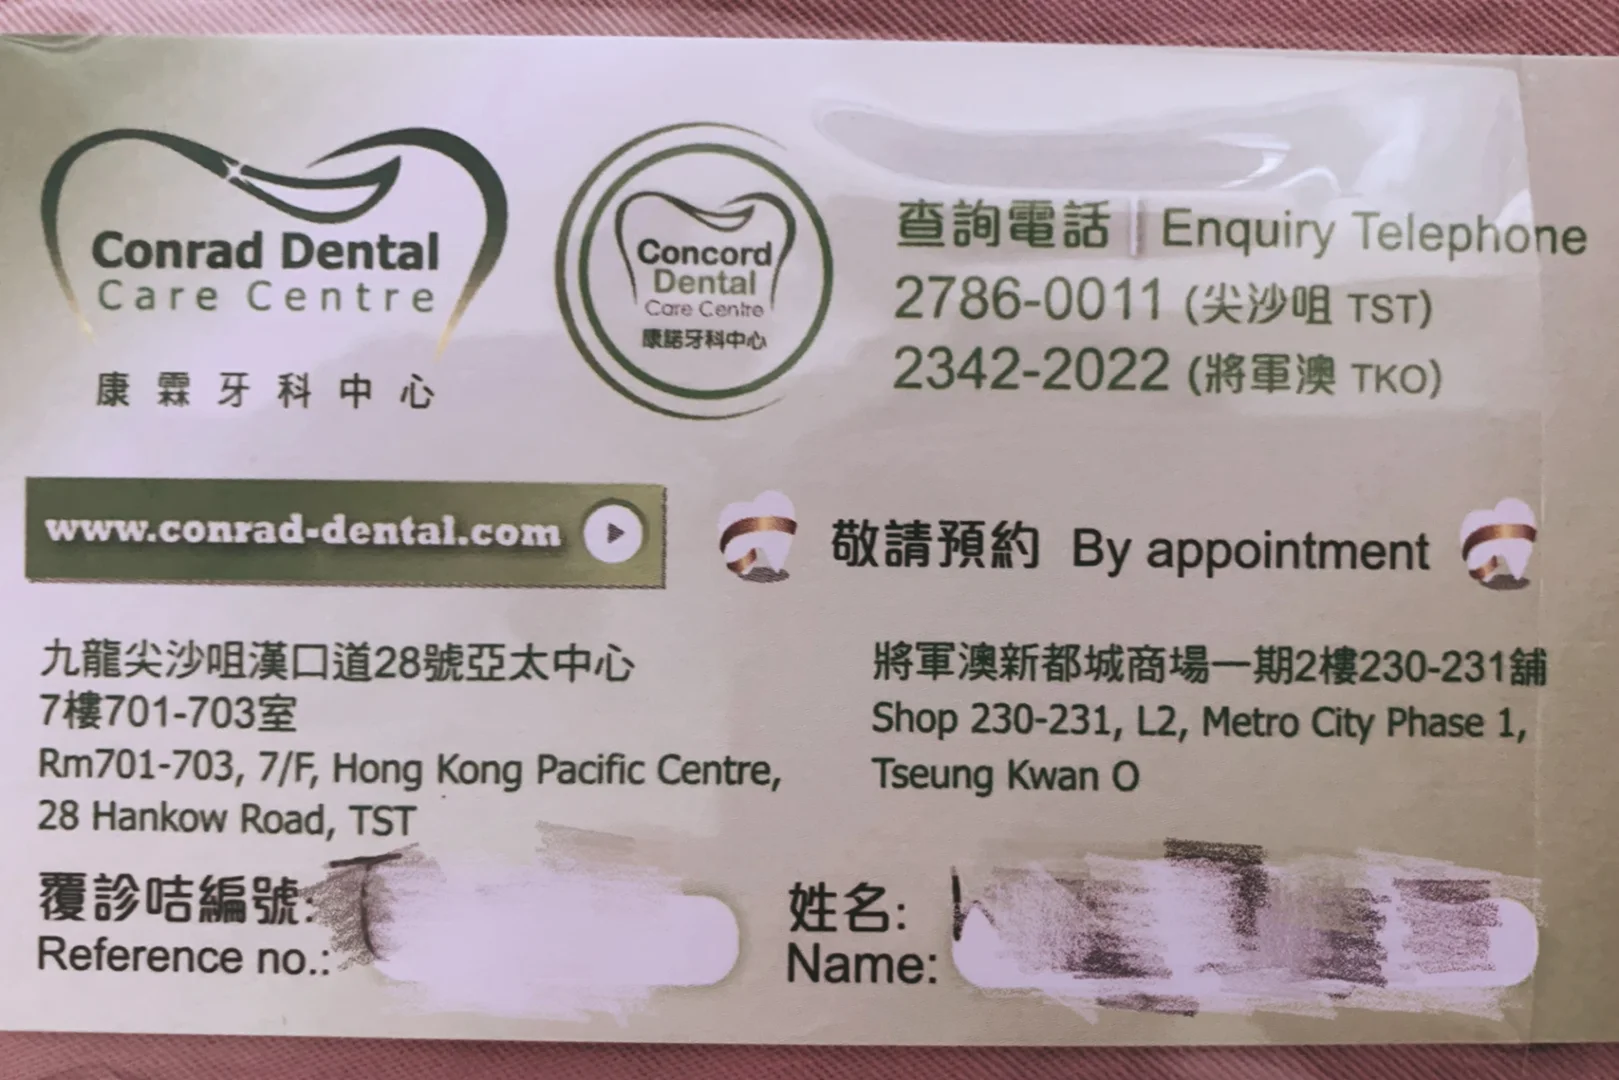 Conrad Dental
Care Centre
康霖牙科中心
Concord
Dental
Care Centre
康諾牙科中心
查詢電話 | Enquiry Telephone
2786-0011 (尖沙咀 TST)
2342-2022 (將軍澳 TKO)
www.conrad-dental.com
敬請預約 By appointment
九龍尖沙咀漢口道28號亞太中心
7樓701-703室
Rm701-703, 7/F, Hong Kong Pacific Centre,
28 Hankow Road, TST
將軍澳新都城商場一期2樓230-231舖
Shop 230-231, L2, Metro City Phase 1,
Tseung Kwan O
覆診咭編號:
Reference no.:
姓名:
Name: